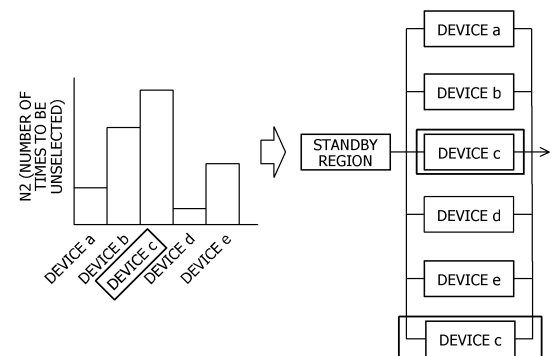 N2 (NUMBER OF
TIMES TO BE
UNSELECTED)
DEVICE a
DEVICE b
DEVICE c
DEVICE d
DEVICE e
STANDBY
REGION
DEVICE a
DEVICE b
DEVICE c
DEVICE d
DEVICE e
DEVICE c